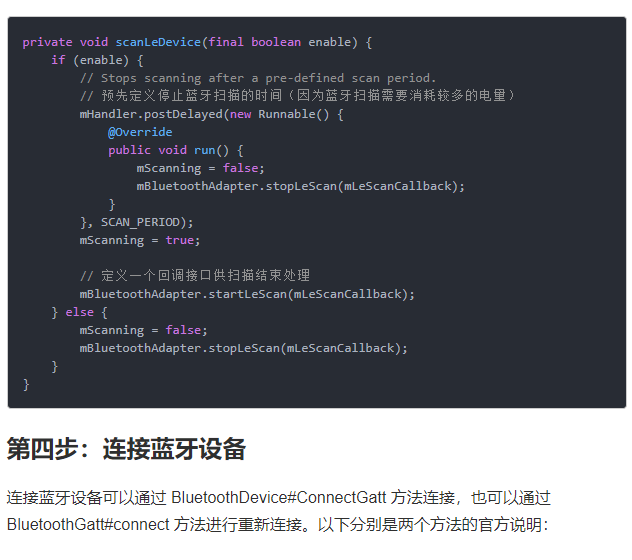 private void scanLeDevice(final boolean enable) {
    if (enable) {
        // Stops scanning after a pre-defined scan period.
        // 预先定义停止蓝牙扫描的时间（因为蓝牙扫描需要消耗较多的电量）
        mHandler.postDelayed(new Runnable() {
            @Override
            public void run() {
                mScanning = false;
                mBluetoothAdapter.stopLeScan(mLeScanCallback);
            }
        }, SCAN_PERIOD);
        mScanning = true;

        // 定义一个回调接口供扫描结束处理
        mBluetoothAdapter.startLeScan(mLeScanCallback);
    } else {
        mScanning = false;
        mBluetoothAdapter.stopLeScan(mLeScanCallback);
    }
}
第四步：连接蓝牙设备
连接蓝牙设备可以通过 BluetoothDevice#ConnectGatt 方法连接，也可以通过
BluetoothGatt#connect 方法进行重新连接。以下分别是两个方法的官方说明：